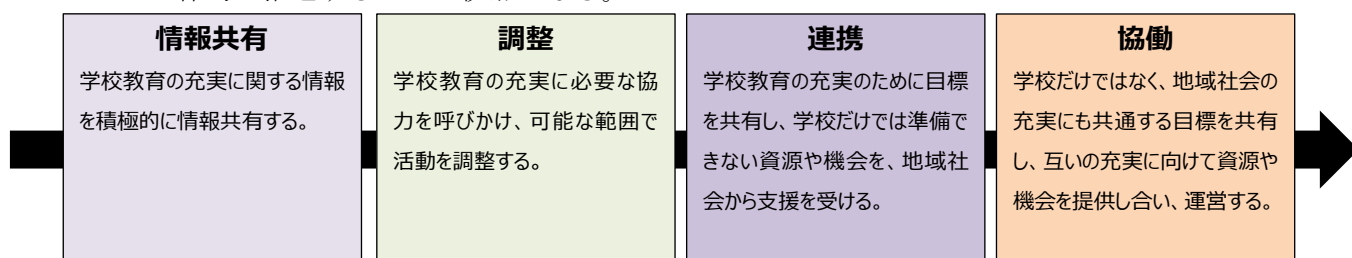 情報共有
学校教育の充実に関する情報
を積極的に情報共有する。
調整
学校教育の充実に必要な協
力を呼びかけ、可能な範囲で
活動を調整する。
連携
学校教育の充実のために目標
を共有し、学校だけでは準備で
きない資源や機会を、地域社
会から支援を受ける。
協働
学校だけではなく、地域社会の
充実にも共通する目標を共有
し、互いの充実に向けて資源や
機会を提供し合い、運営する。